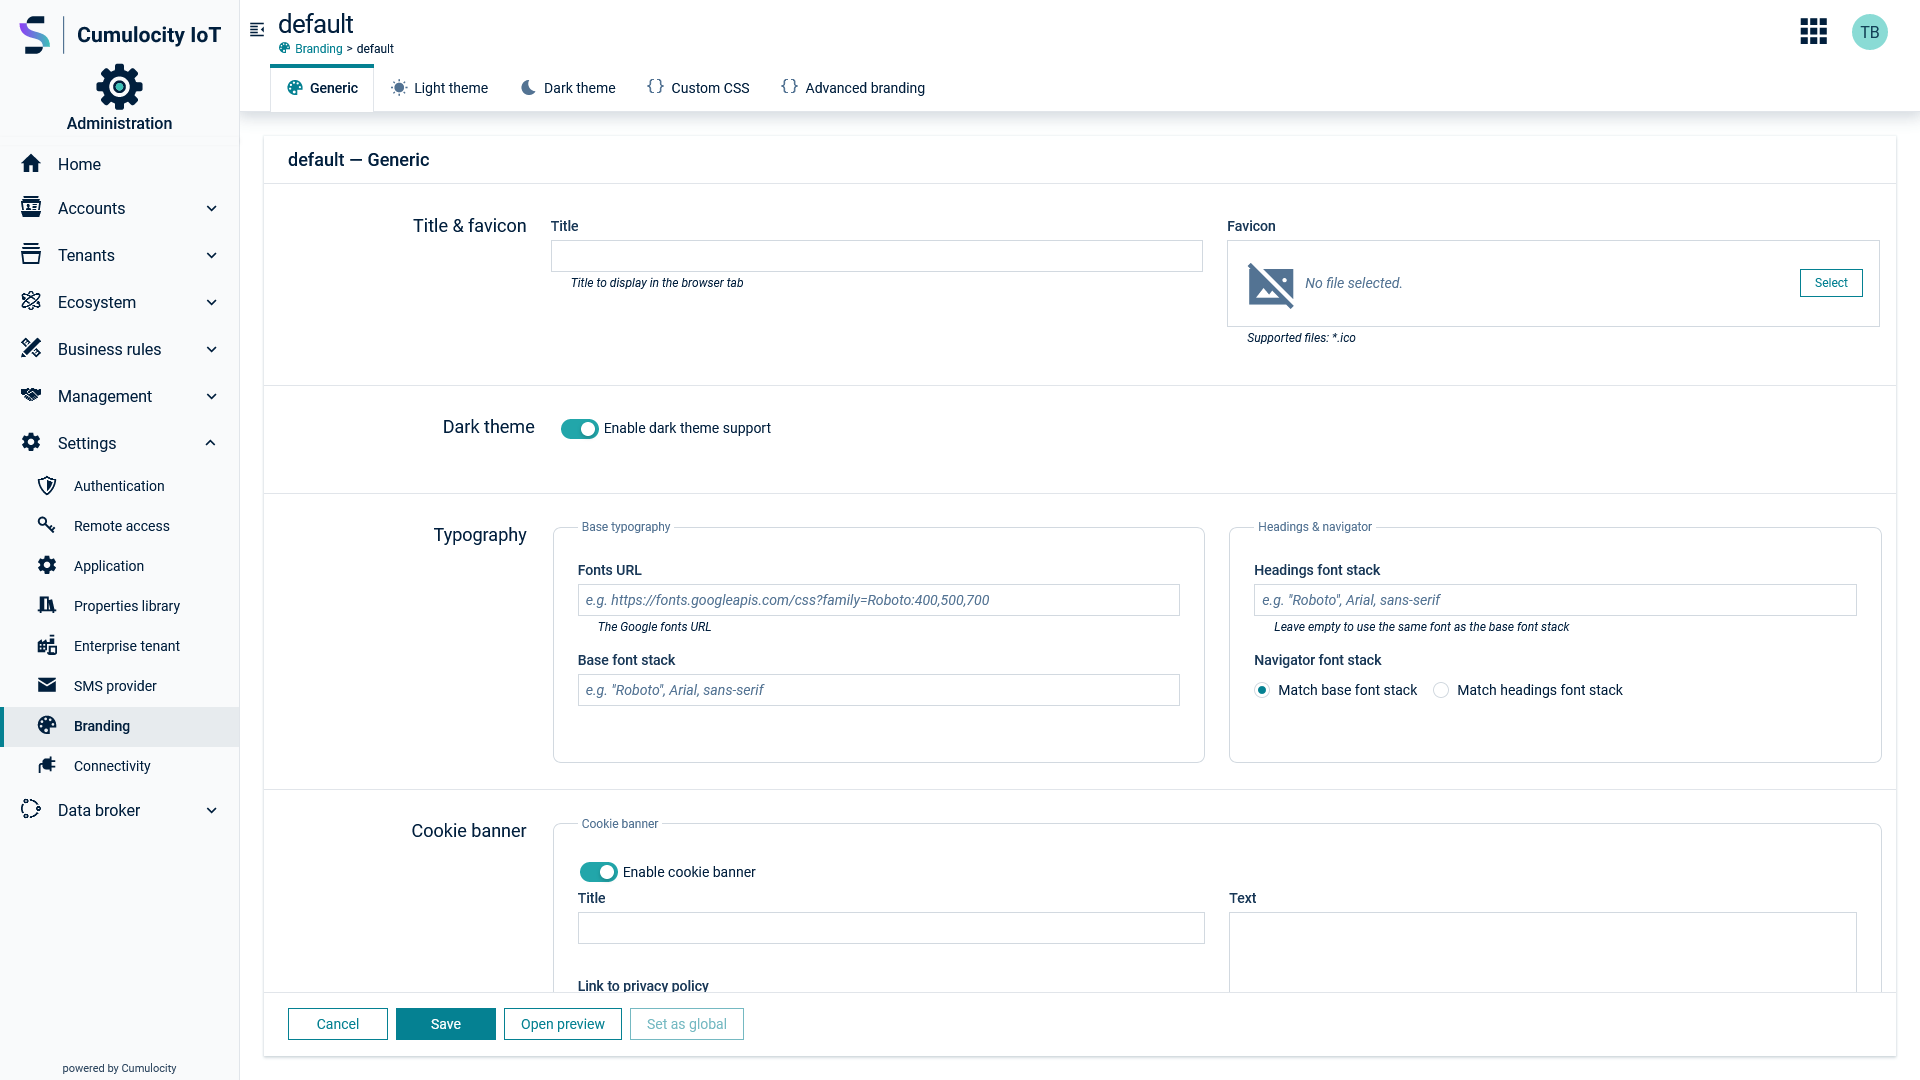 Cumulocity IoT
Administration
Home
Accounts
Tenants
Ecosystem
Business rules
Management
Settings
Authentication
Remote access
Application
Properties library
Enterprise tenant
SMS provider
Branding
Connectivity
Data broker
powered by Cumulocity
default
Branding > default
TB
Generic
Light theme
Dark theme
Custom CSS
Advanced branding
default — Generic
Title & favicon
Title
Title to display in the browser tab
Favicon
No file selected.
Select
Supported files: *.ico
Dark theme
Enable dark theme support
Typography
Base typography
Fonts URL
e.g. https://fonts.googleapis.com/css?family=Roboto:400,500,700
The Google fonts URL
Base font stack
e.g. "Roboto", Arial, sans-serif
Headings & navigator
Headings font stack
e.g. "Roboto", Arial, sans-serif
Leave empty to use the same font as the base font stack
Navigator font stack
Match base font stack
Match headings font stack
Cookie banner
Cookie banner
Enable cookie banner
Title
Text
Link to privacy policy
Cancel
Save
Open preview
Set as global